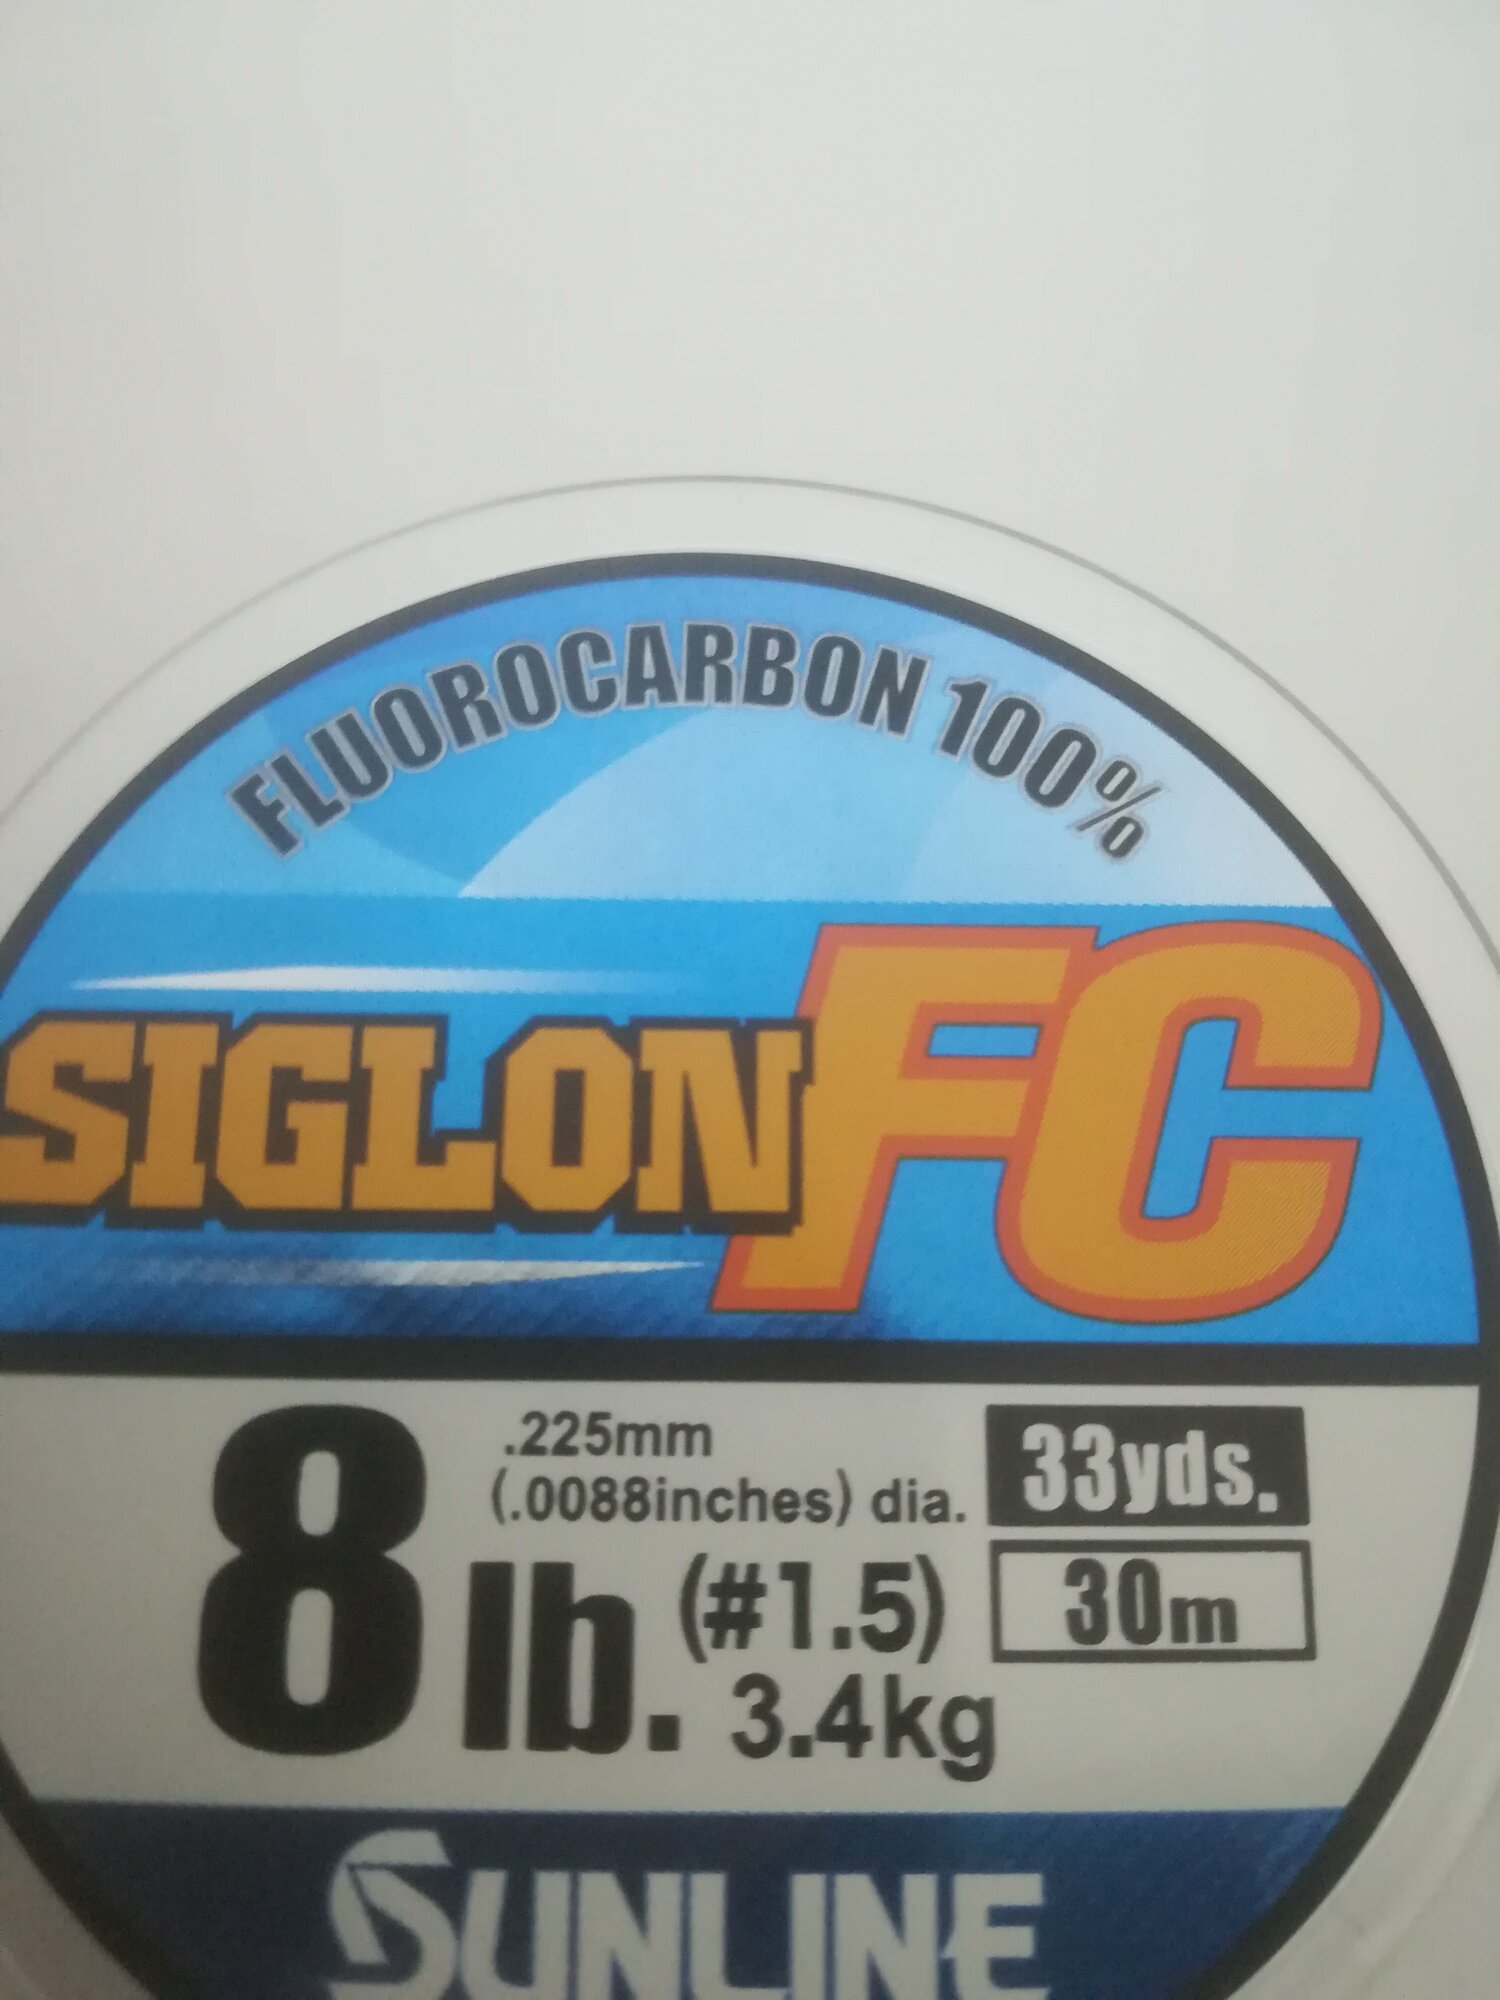 FLUOROCARBON 100%
SIGLON FC
.225mm
(.0088inches) dia.
33yds.
8 lb. (#1.5)
30m
3.4kg
SUNLINE